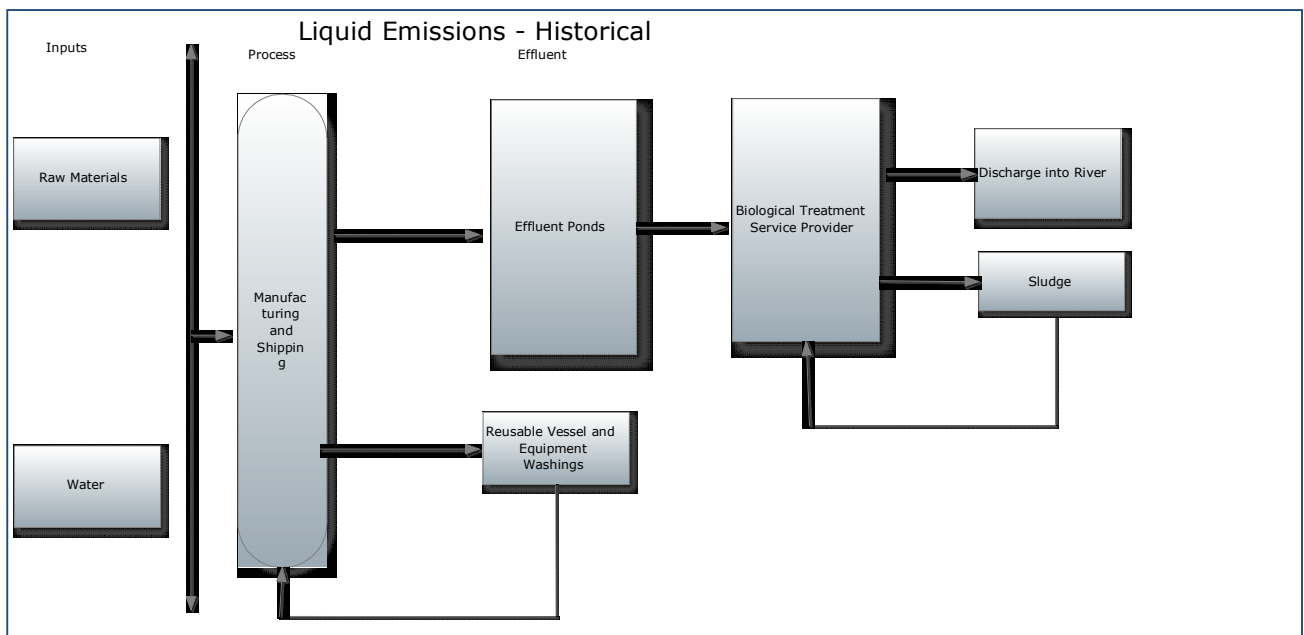 Liquid Emissions - Historical
Inputs
Process
Effluent
Raw Materials
Water
Manufac
turing
and
Shippin
g
Effluent Ponds
Reusable Vessel and
Equipment
Washings
Biological Treatment
Service Provider
Discharge into River
Sludge